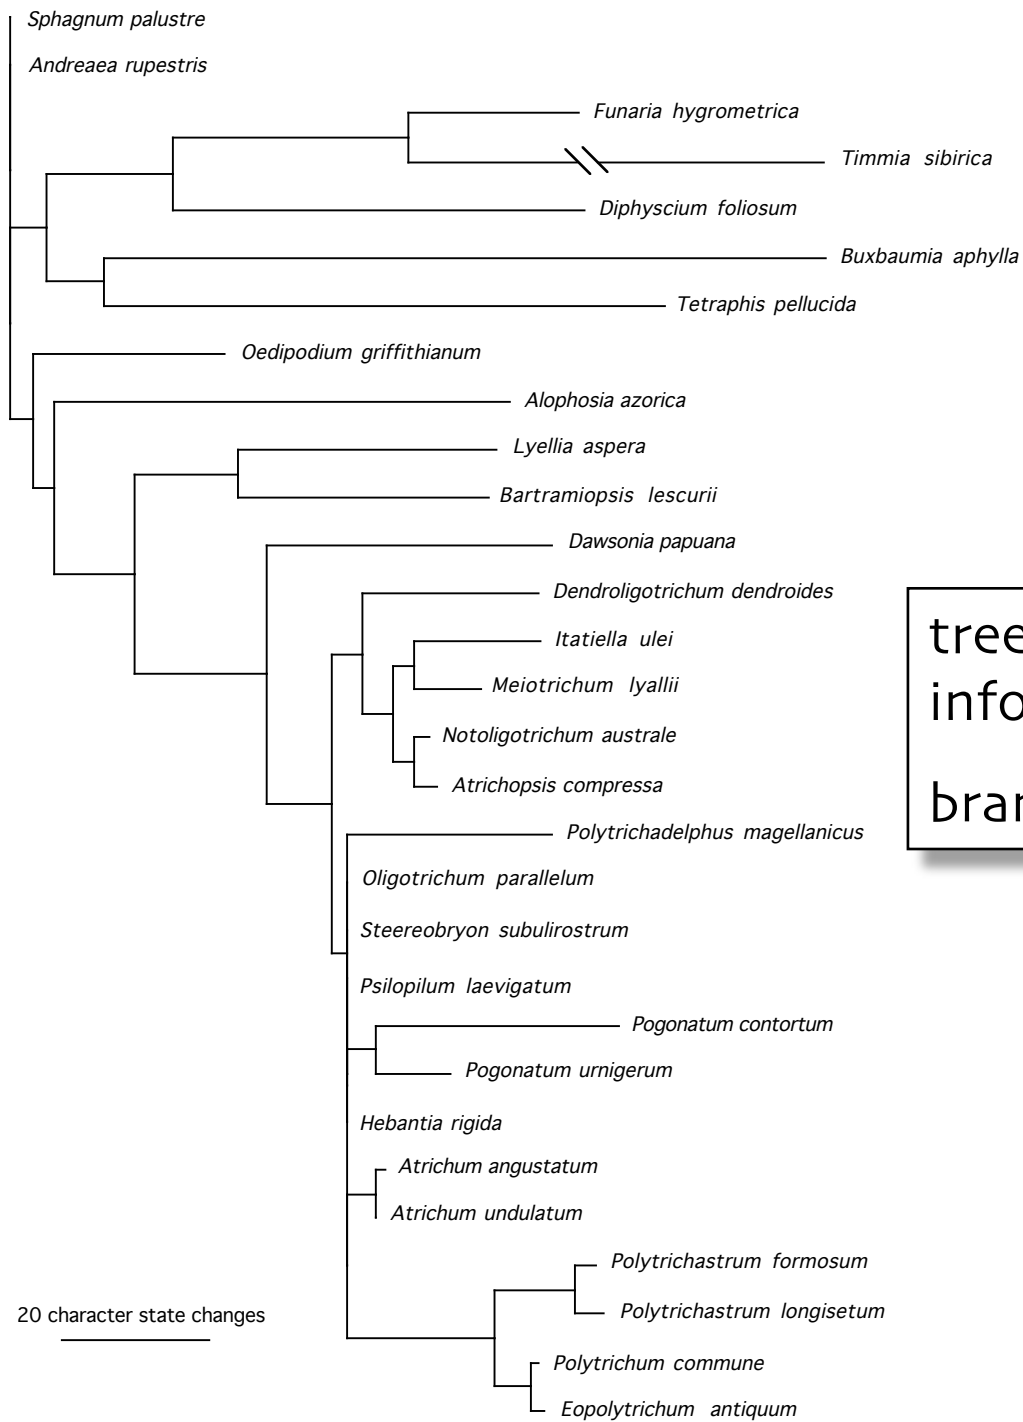 Sphagnum palustre
Andreaea rupestris
Funaria hygrometrica
Timmia sibirica
Diphyscium foliosum
Buxbaumia aphylla
Tetraphis pellucida
Oedipodium griffithianum
Alophosia azorica
Lyellia aspera
Bartramiopsis lescurii
Dawsonia papuana
Dendroligotrichum dendroides
Itatiella ulei
Meiotrichum lyallii
Notoligotrichum australe
Atrichopsis compressa
Polytrichadelphus magellanicus
Oligotrichum parallelum
Steereobryon subulirostrum
Psilopilum laevigatum
Pogonatum contortum
Pogonatum urnigerum
Hebantia rigida
Atrichum angustatum
Atrichum undulatum
Polytrichastrum formosum
Polytrichastrum longisetum
Polytrichum commune
Eopolytrichum antiquum
20 character state changes
tree
info